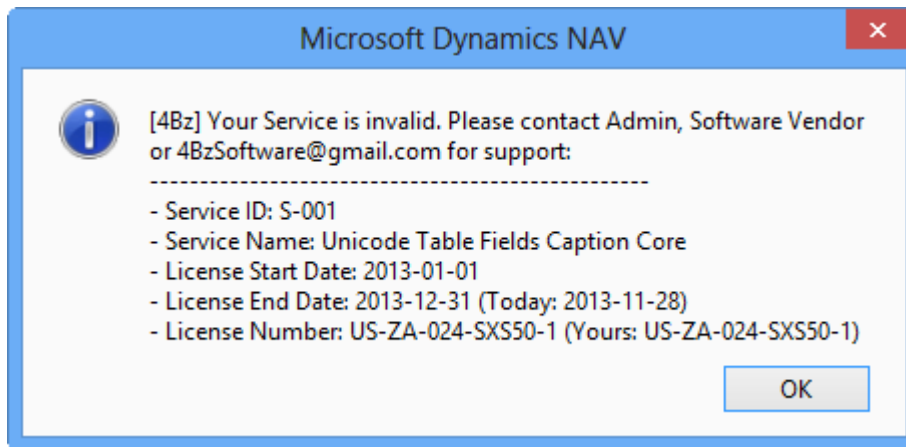 Microsoft Dynamics NAV
[4Bz] Your Service is invalid. Please contact Admin, Software Vendor
or 4BzSoftware@gmail.com for support:
--------------------------------------------------
- Service ID: S-001
- Service Name: Unicode Table Fields Caption Core
- License Start Date: 2013-01-01
- License End Date: 2013-12-31 (Today: 2013-11-28)
- License Number: US-ZA-024-SXS50-1 (Yours: US-ZA-024-SXS50-1)
OK